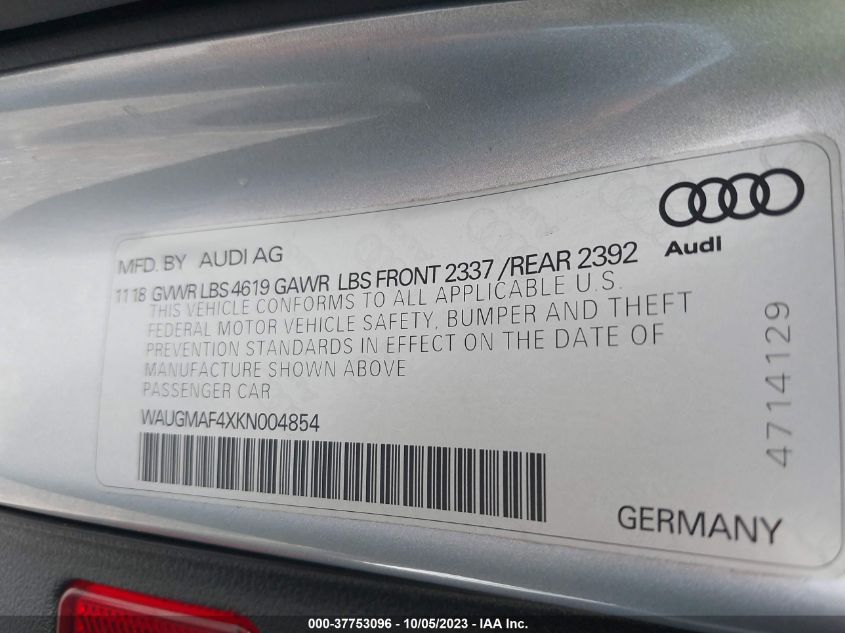 Audi
MFD. BY AUDI AG
11 18 GVWR LBS 4619 GAWR LBS FRONT 2337 / REAR 2392
THIS VEHICLE CONFORMS TO ALL APPLICABLE U.S.
FEDERAL MOTOR VEHICLE SAFETY, BUMPER AND THEFT
PREVENTION STANDARDS IN EFFECT ON THE DATE OF
MANUFACTURE SHOWN ABOVE
PASSENGER CAR
WAUGMAF4XKN004854
4714129
GERMANY
000-37753096 - 10/05/2023 - IAA Inc.